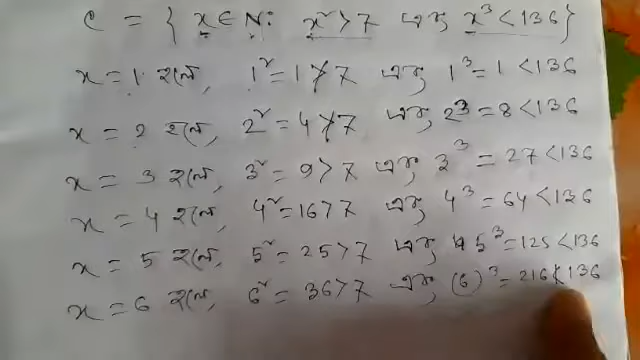 C = { x ∈ N: x² > 7 এবং x³ < 136 }
x = 1 হলে, 1² = 1 ≯ 7 এবং 1³ = 1 < 136
x = 2 হলে, 2² = 4 ≯ 7 এবং 2³ = 8 < 136
x = 3 হলে, 3² = 9 > 7 এবং 3³ = 27 < 136
x = 4 হলে, 4² = 16 > 7 এবং 4³ = 64 < 136
x = 5 হলে, 5² = 25 > 7 এবং 5³ = 125 < 136
x = 6 হলে, 6² = 36 > 7 এবং (6)³ = 216 ≮ 136